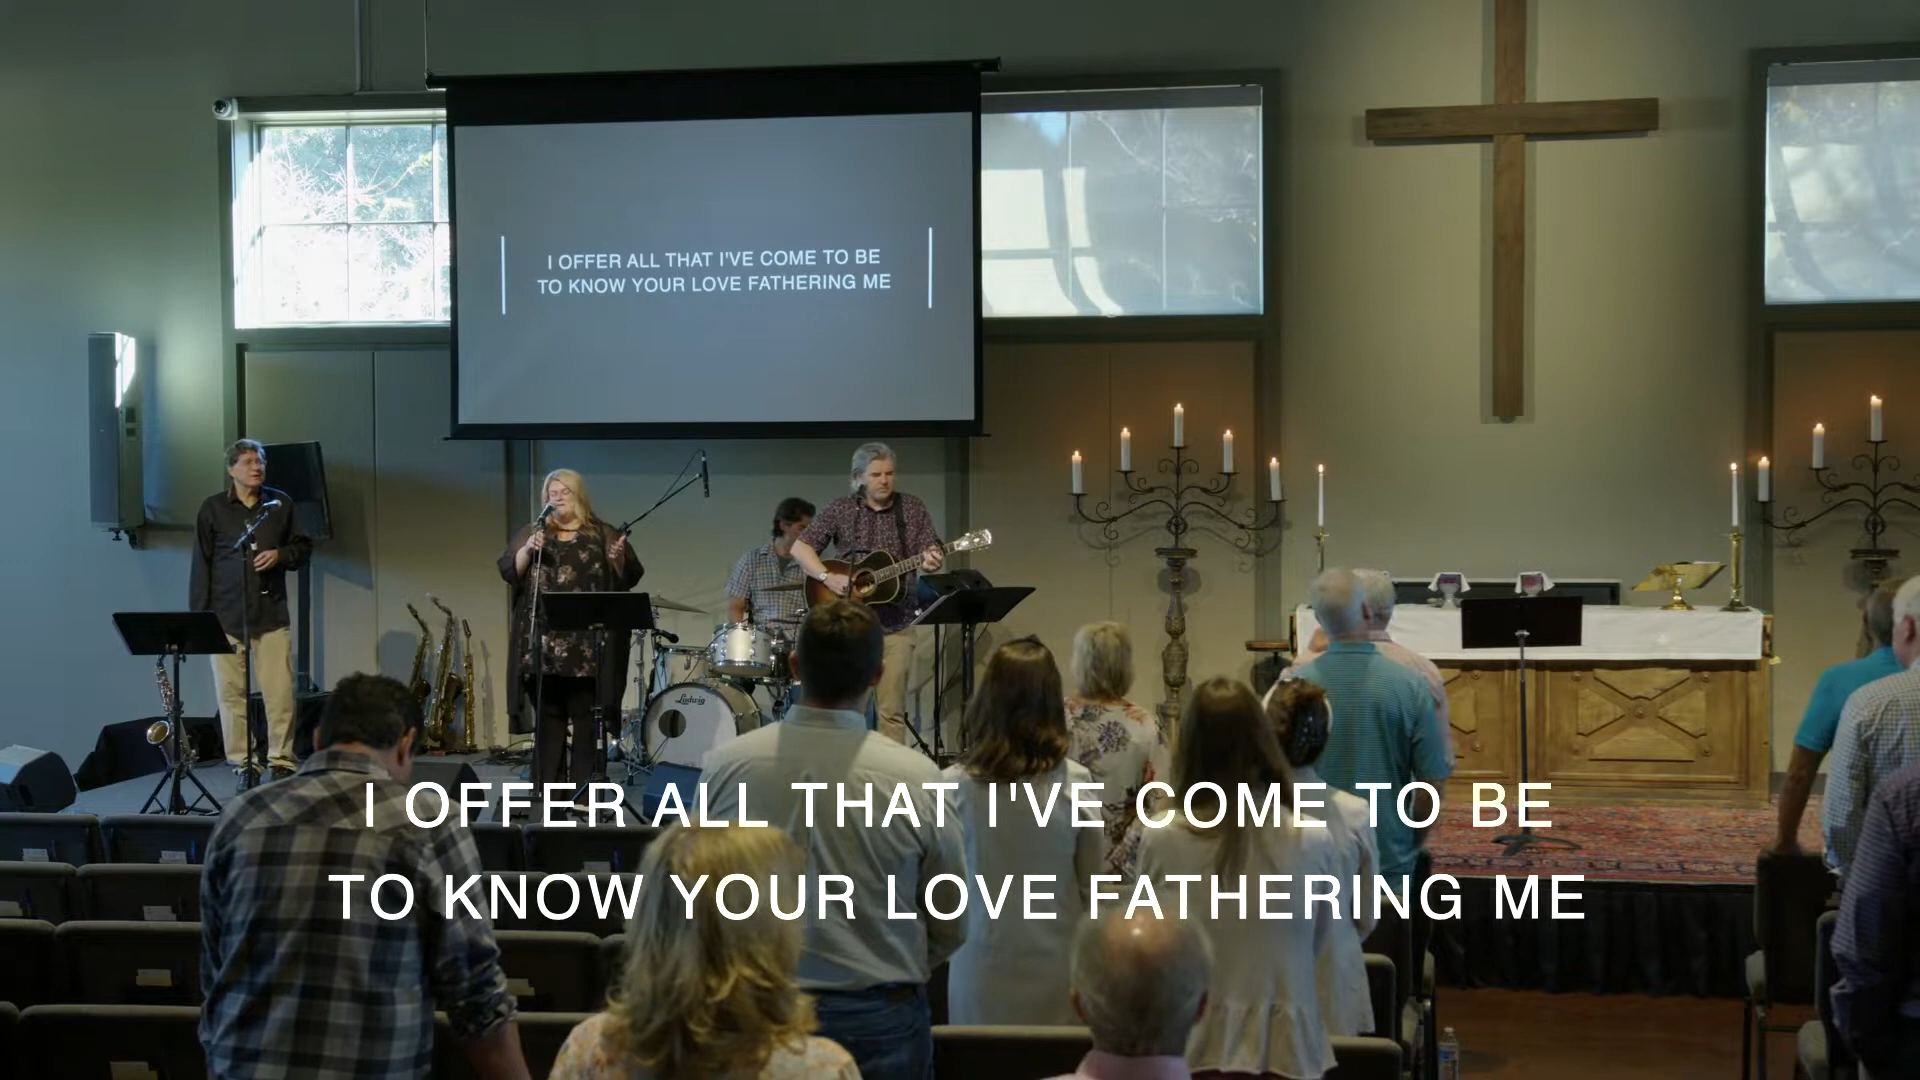 I OFFER ALL THAT I'VE COME TO BE
TO KNOW YOUR LOVE FATHERING ME
Ludwig
I OFFER ALL THAT I'VE COME TO BE
TO KNOW YOUR LOVE FATHERING ME